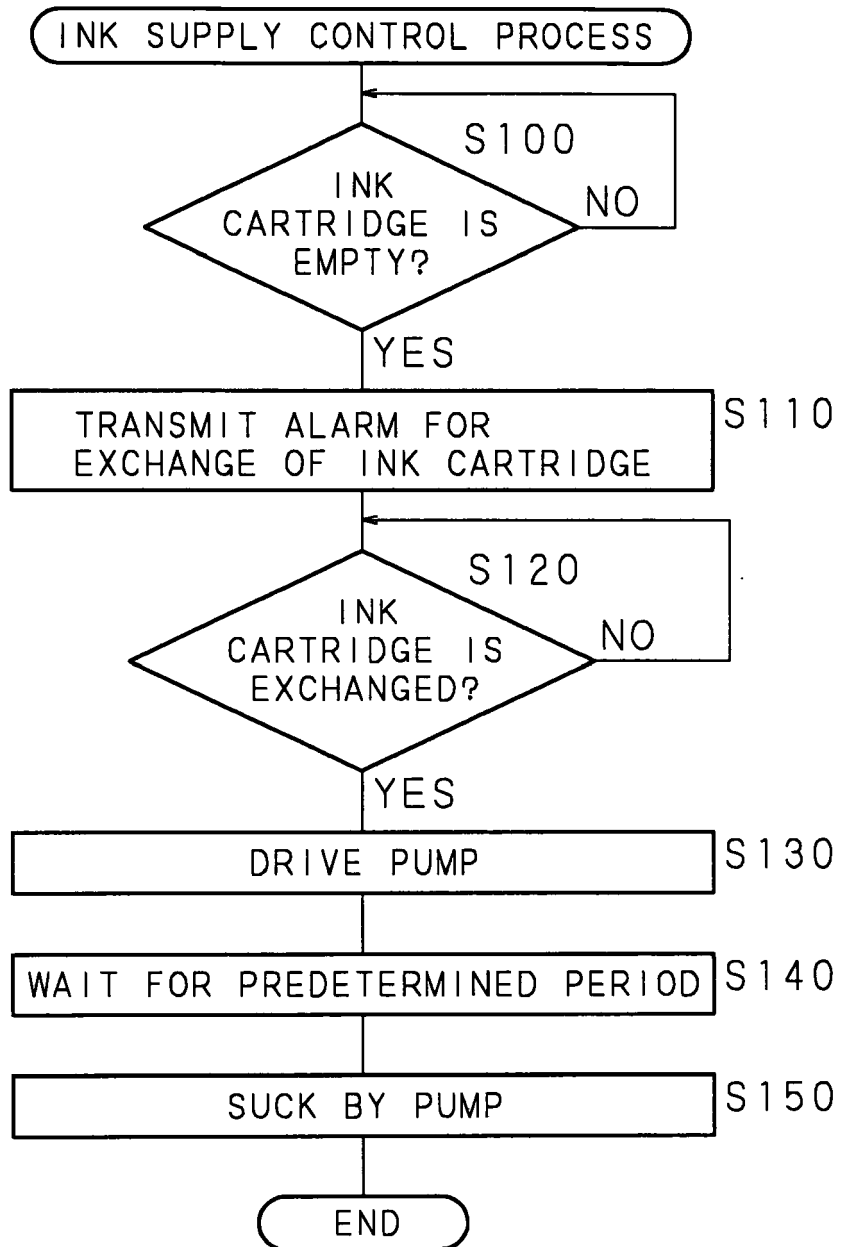 INK SUPPLY CONTROL PROCESS
S100
INK
CARTRIDGE IS
EMPTY?
NO
YES
TRANSMIT ALARM FOR
EXCHANGE OF INK CARTRIDGE
S110
S120
INK
CARTRIDGE IS
EXCHANGED?
NO
YES
DRIVE PUMP
S130
WAIT FOR PREDETERMINED PERIOD
S140
SUCK BY PUMP
S150
END